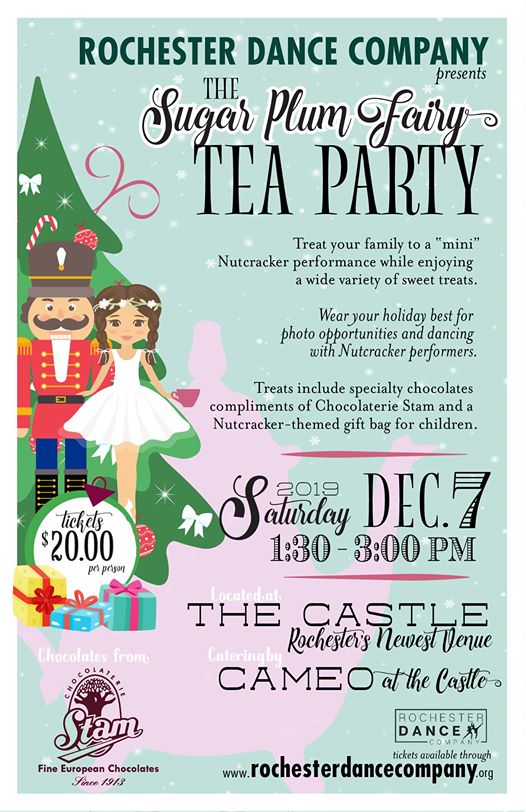 ROCHESTER DANCE COMPANY
presents
THE
Sugar Plum Fairy
TEA PARTY
Treat your family to a "mini"
Nutcracker performance while enjoying
a wide variety of sweet treats.
Wear your holiday best for
photo opportunities and dancing
with Nutcracker performers.
Treats include specialty chocolates
compliments of Chocolaterie Stam and a
Nutcracker-themed gift bag for children.
2019
Saturday DEC. 7
1:30 - 3:00 PM
tickets
$20.00
per person
Located at
THE CASTLE
Rochester's Newest Venue
Catering by
CAMEO at the Castle
Chocolates from
CHOCOLATERIE
Stam
Fine European Chocolates
Since 1913
ROCHESTER
DANCE
COMPANY
tickets available through
www.rochesterdancecompany.org